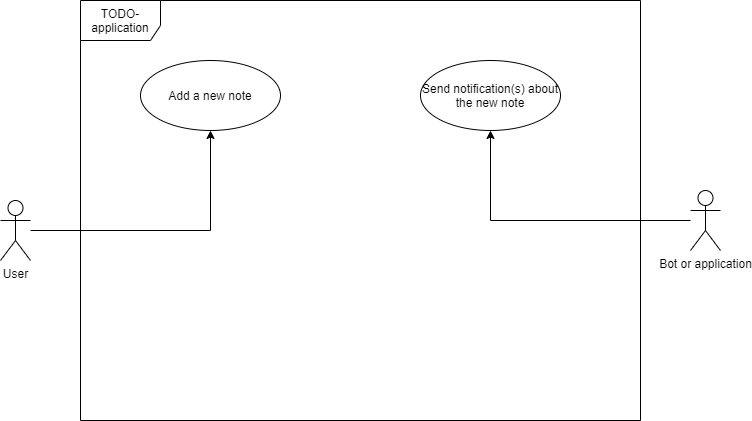 TODO-
application
Add a new note
Send notification(s) about
the new note
User
Bot or application